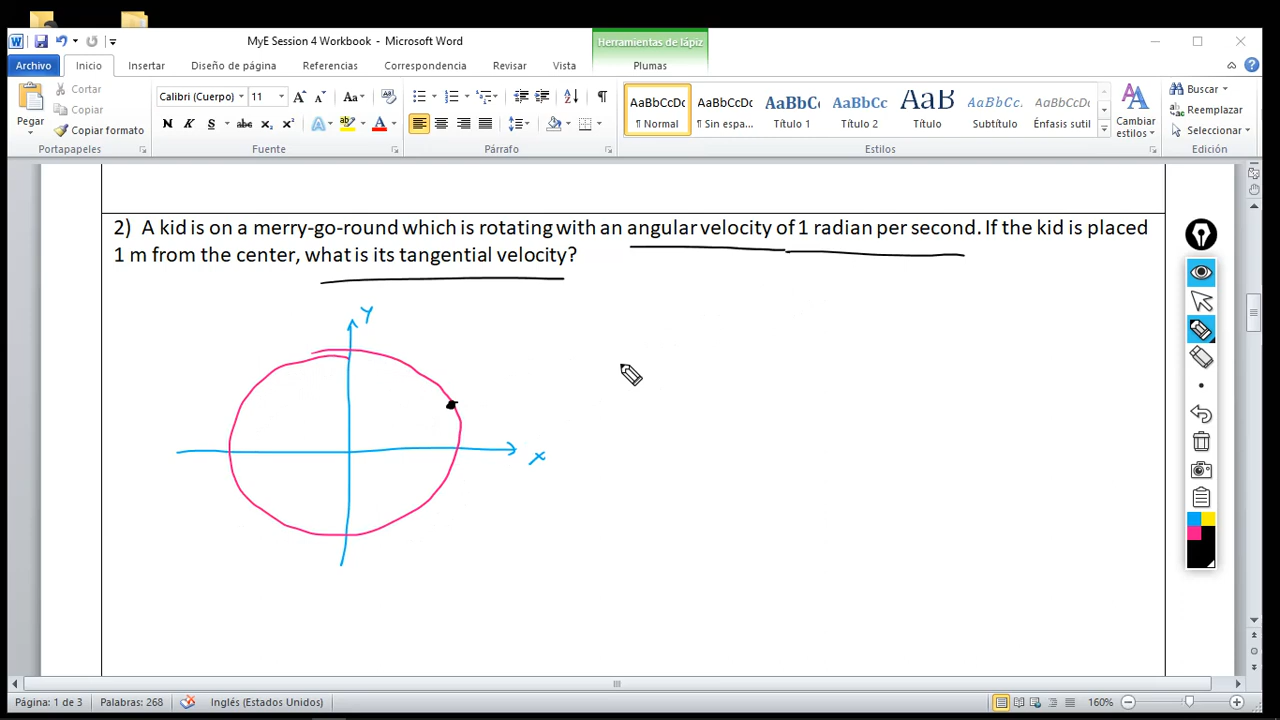 MyE Session 4 Workbook - Microsoft Word
Herramientas de lápiz
Archivo Inicio Insertar Diseño de página Referencias Correspondencia Revisar Vista Plumas
Pegar
Cortar
Copiar
Copiar formato
Portapapeles
Calibri (Cuerpo) 11
N K S abc x₂ x²
Fuente
Párrafo
AaBbCcDc AaBbCcDc AaBbCc AaBbCc AaB AaBbCc. AaBbCcDc
¶ Normal ¶ Sin espa... Título 1 Título 2 Título Subtítulo Énfasis sutil
Cambiar estilos
Estilos
Buscar
Reemplazar
Seleccionar
Edición
2) A kid is on a merry-go-round which is rotating with an angular velocity of 1 radian per second. If the kid is placed
1 m from the center, what is its tangential velocity?
Y
x
Página: 1 de 3 Palabras: 268 Inglés (Estados Unidos) 160%